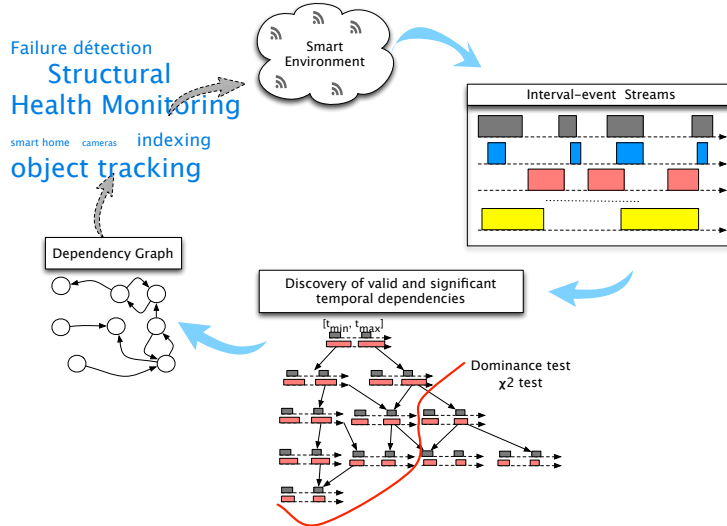 Failure détection
Structural
Health Monitoring
smart home cameras indexing
object tracking
Smart
Environment
Interval-event Streams
Dependency Graph
Discovery of valid and significant
temporal dependencies
[tmin, tmax]
Dominance test
χ2 test